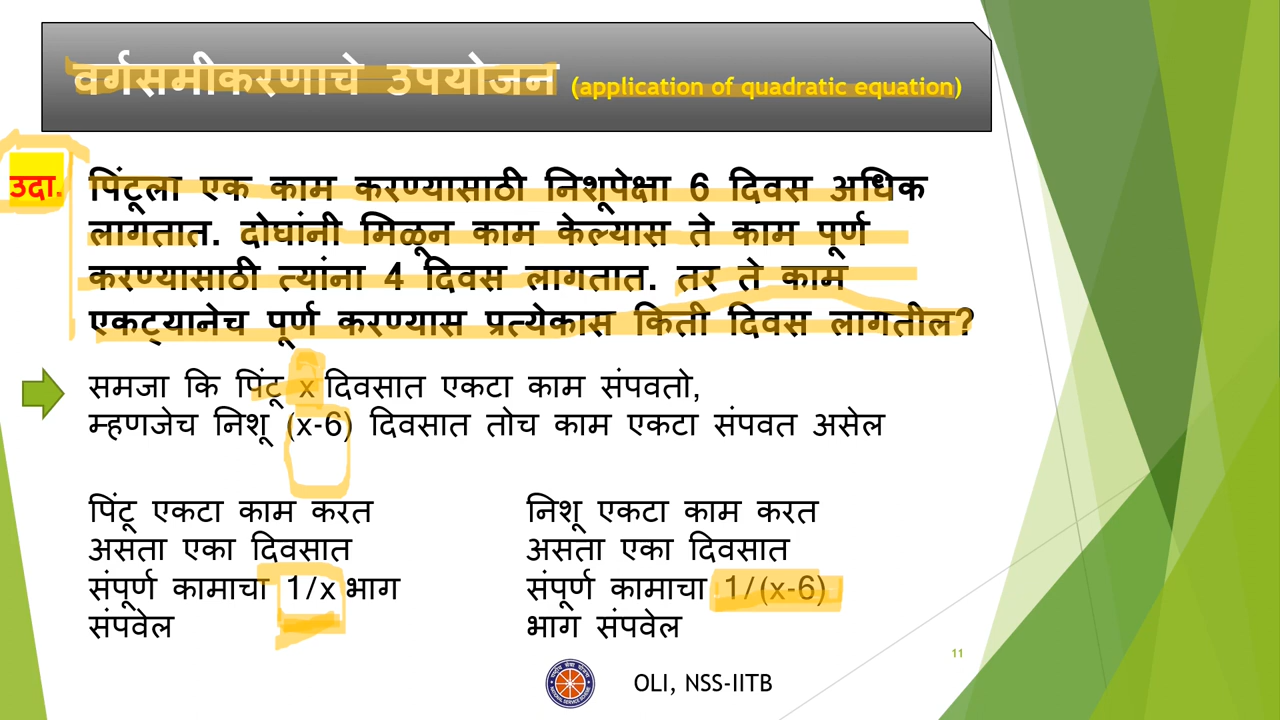 वर्गसमीकरणाचे उपयोजन (application of quadratic equation)
उदा.
पिंटूला एक काम करण्यासाठी निशूपेक्षा 6 दिवस अधिक
लागतात. दोघांनी मिळून काम केल्यास ते काम पूर्ण
करण्यासाठी त्यांना 4 दिवस लागतात. तर ते काम
एकट्यानेच पूर्ण करण्यास प्रत्येकास किती दिवस लागतील?
समजा कि पिंटू x दिवसात एकटा काम संपवतो,
म्हणजेच निशू (x-6) दिवसात तोच काम एकटा संपवत असेल
पिंटू एकटा काम करत
असता एका दिवसात
संपूर्ण कामाचा 1/x भाग
संपवेल
निशू एकटा काम करत
असता एका दिवसात
संपूर्ण कामाचा 1/(x-6)
भाग संपवेल
11
OLI, NSS-IITB